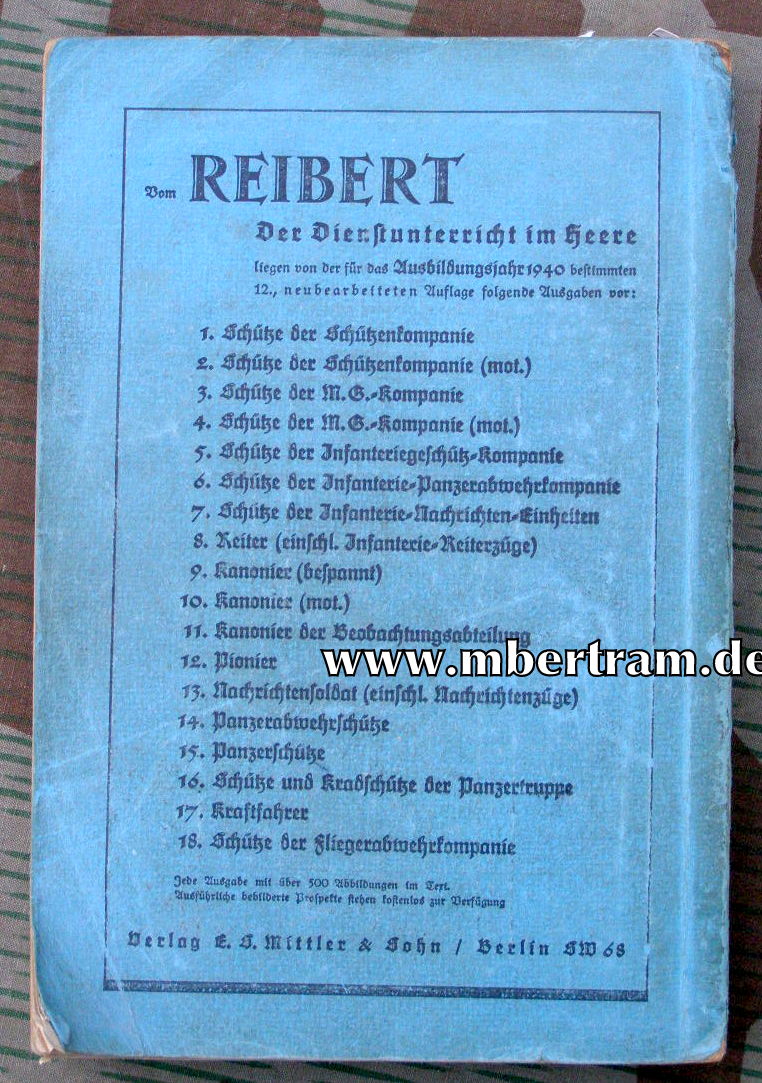 Vom REIBERT
Der Dienstunterricht im Heere
liegen von der für das Ausbildungsjahr 1940 bestimmten
12., neubearbeiteten Auflage folgende Ausgaben vor:
1. Schütze der Schützenkompanie
2. Schütze der Schützenkompanie (mot.)
3. Schütze der M.G.-Kompanie
4. Schütze der M.G.-Kompanie (mot.)
5. Schütze der Infanteriegeschütz-Kompanie
6. Schütze der Infanterie-Panzerabwehrkompanie
7. Schütze der Infanterie-Nachrichten-Einheiten
8. Reiter (einschl. Infanterie-Reiterzüge)
9. Kanonier (bespannt)
10. Kanonier (mot.)
11. Kanonier der Beobachtungsabteilung
12. Pionier
www.mbertram.de
13. Nachrichtensoldat (einschl. Nachrichtenzüge)
14. Panzerabwehrschütze
15. Panzerschütze
16. Schütze und Kradschütze der Panzertruppe
17. Kraftfahrer
18. Schütze der Fliegerabwehrkompanie
Jede Ausgabe mit über 500 Abbildungen im Text.
Ausführliche bebilderte Prospekte stehen kostenlos zur Verfügung
Verlag E. S. Mittler & Sohn / Berlin SW 68